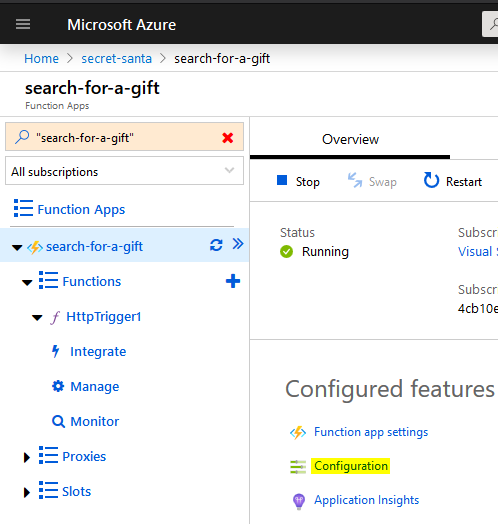 Microsoft Azure
Home > secret-santa > search-for-a-gift
search-for-a-gift
Function Apps
"search-for-a-gift"
All subscriptions
Function Apps
search-for-a-gift
Functions
HttpTrigger1
Integrate
Manage
Monitor
Proxies
Slots
Overview
Stop Swap Restart
Status Subscr
Running Visual S
Subscr
4cb10e
Configured features
Function app settings
Configuration
Application Insights